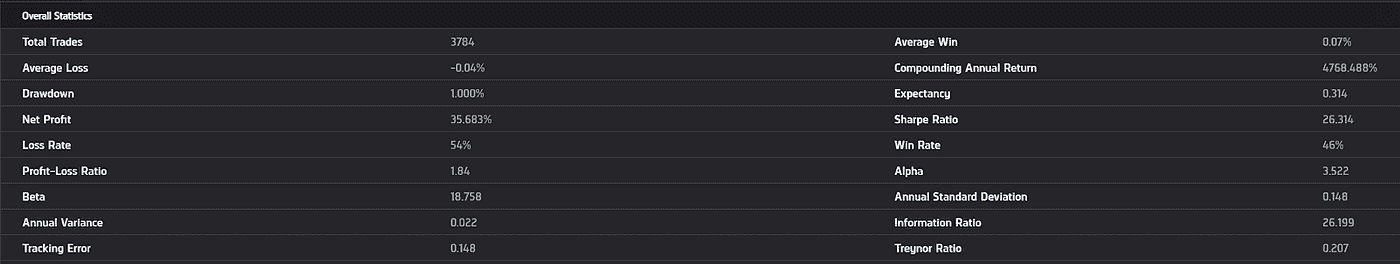 Overall Statistics
Total Trades 3784 Average Win 0.07%
Average Loss -0.04% Compounding Annual Return 4768.488%
Drawdown 1.000% Expectancy 0.314
Net Profit 35.683% Sharpe Ratio 26.314
Loss Rate 54% Win Rate 46%
Profit-Loss Ratio 1.84 Alpha 3.522
Beta 18.758 Annual Standard Deviation 0.148
Annual Variance 0.022 Information Ratio 26.199
Tracking Error 0.148 Treynor Ratio 0.207